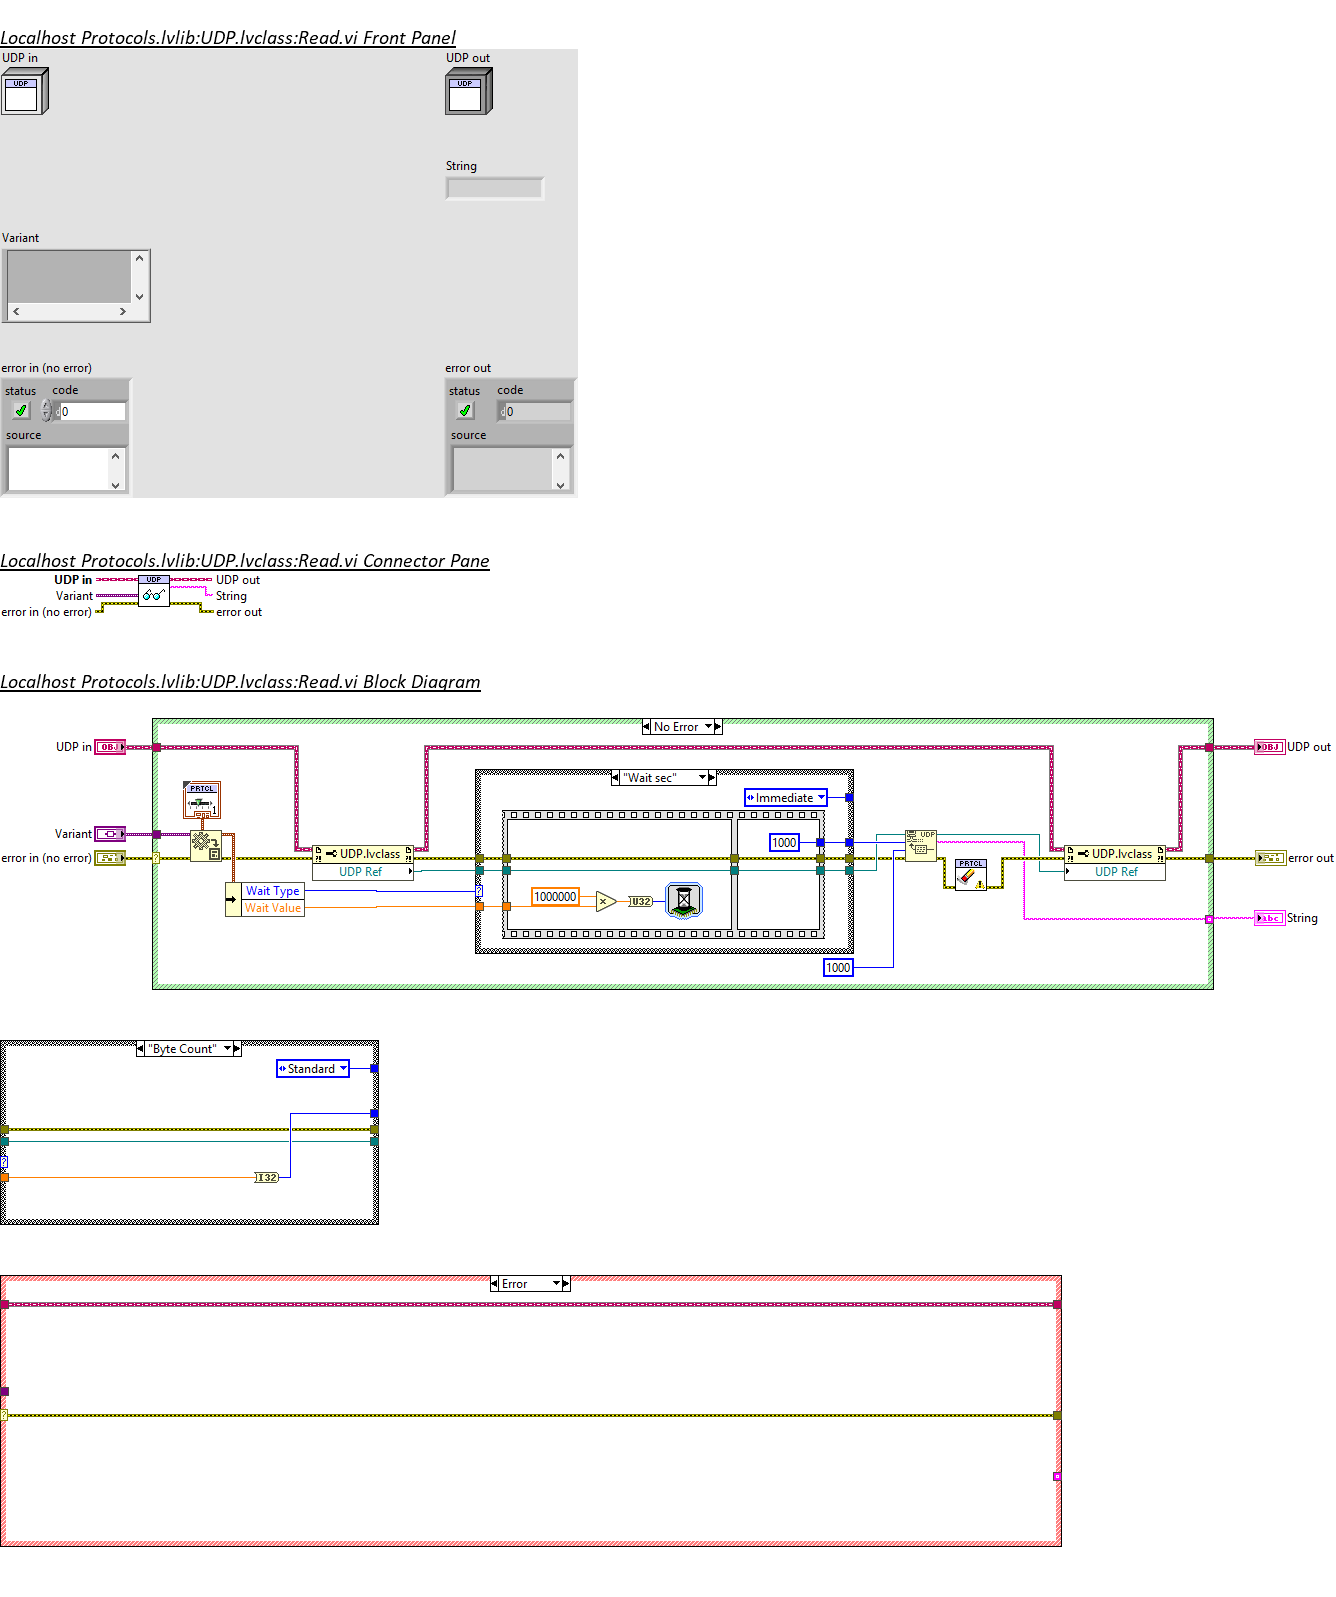 Localhost Protocols.lvlib:UDP.lvclass:Read.vi Front Panel
UDP in
UDP out
UDP
UDP
String
Variant
error in (no error)
error out
status code
status code
0
0
source
source
Localhost Protocols.lvlib:UDP.lvclass:Read.vi Connector Pane
UDP in
UDP
UDP out
Variant
String
error in (no error)
error out
Localhost Protocols.lvlib:UDP.lvclass:Read.vi Block Diagram
No Error
UDP in
OBJ
OBJ
UDP out
"Wait sec"
PRTCL
1
Immediate
Variant
1000
UDP
error in (no error)
UDP.lvclass
PRTCL
UDP.lvclass
error out
UDP Ref
UDP Ref
Wait Type
1000000
U32
Wait Value
abc
String
1000
"Byte Count"
Standard
I32
Error